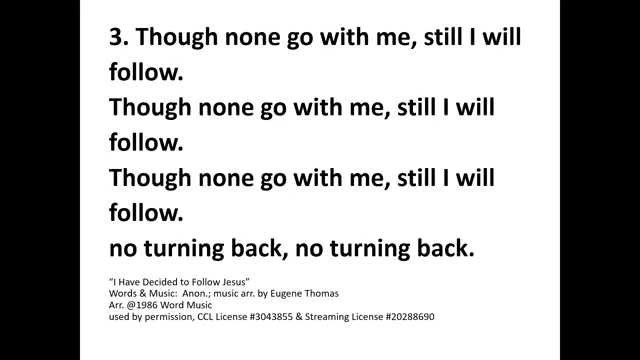 3. Though none go with me, still I will
follow.
Though none go with me, still I will
follow.
Though none go with me, still I will
follow.
no turning back, no turning back.
“I Have Decided to Follow Jesus”
Words & Music:  Anon.; music arr. by Eugene Thomas
Arr. @1986 Word Music
used by permission, CCL License #3043855 & Streaming License #20288690